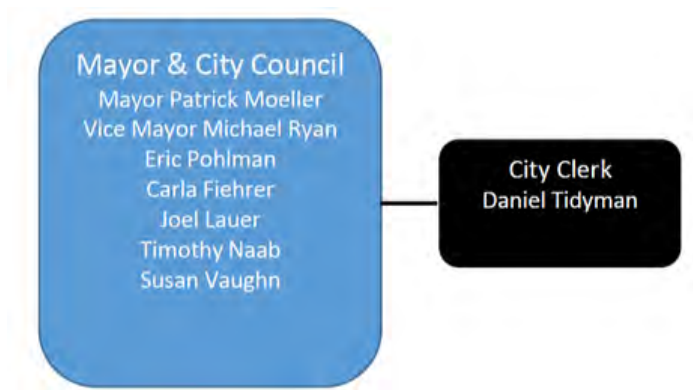 Mayor & City Council
Mayor Patrick Moeller
Vice Mayor Michael Ryan
Eric Pohlman
Carla Fiehrer
Joel Lauer
Timothy Naab
Susan Vaughn
City Clerk
Daniel Tidyman